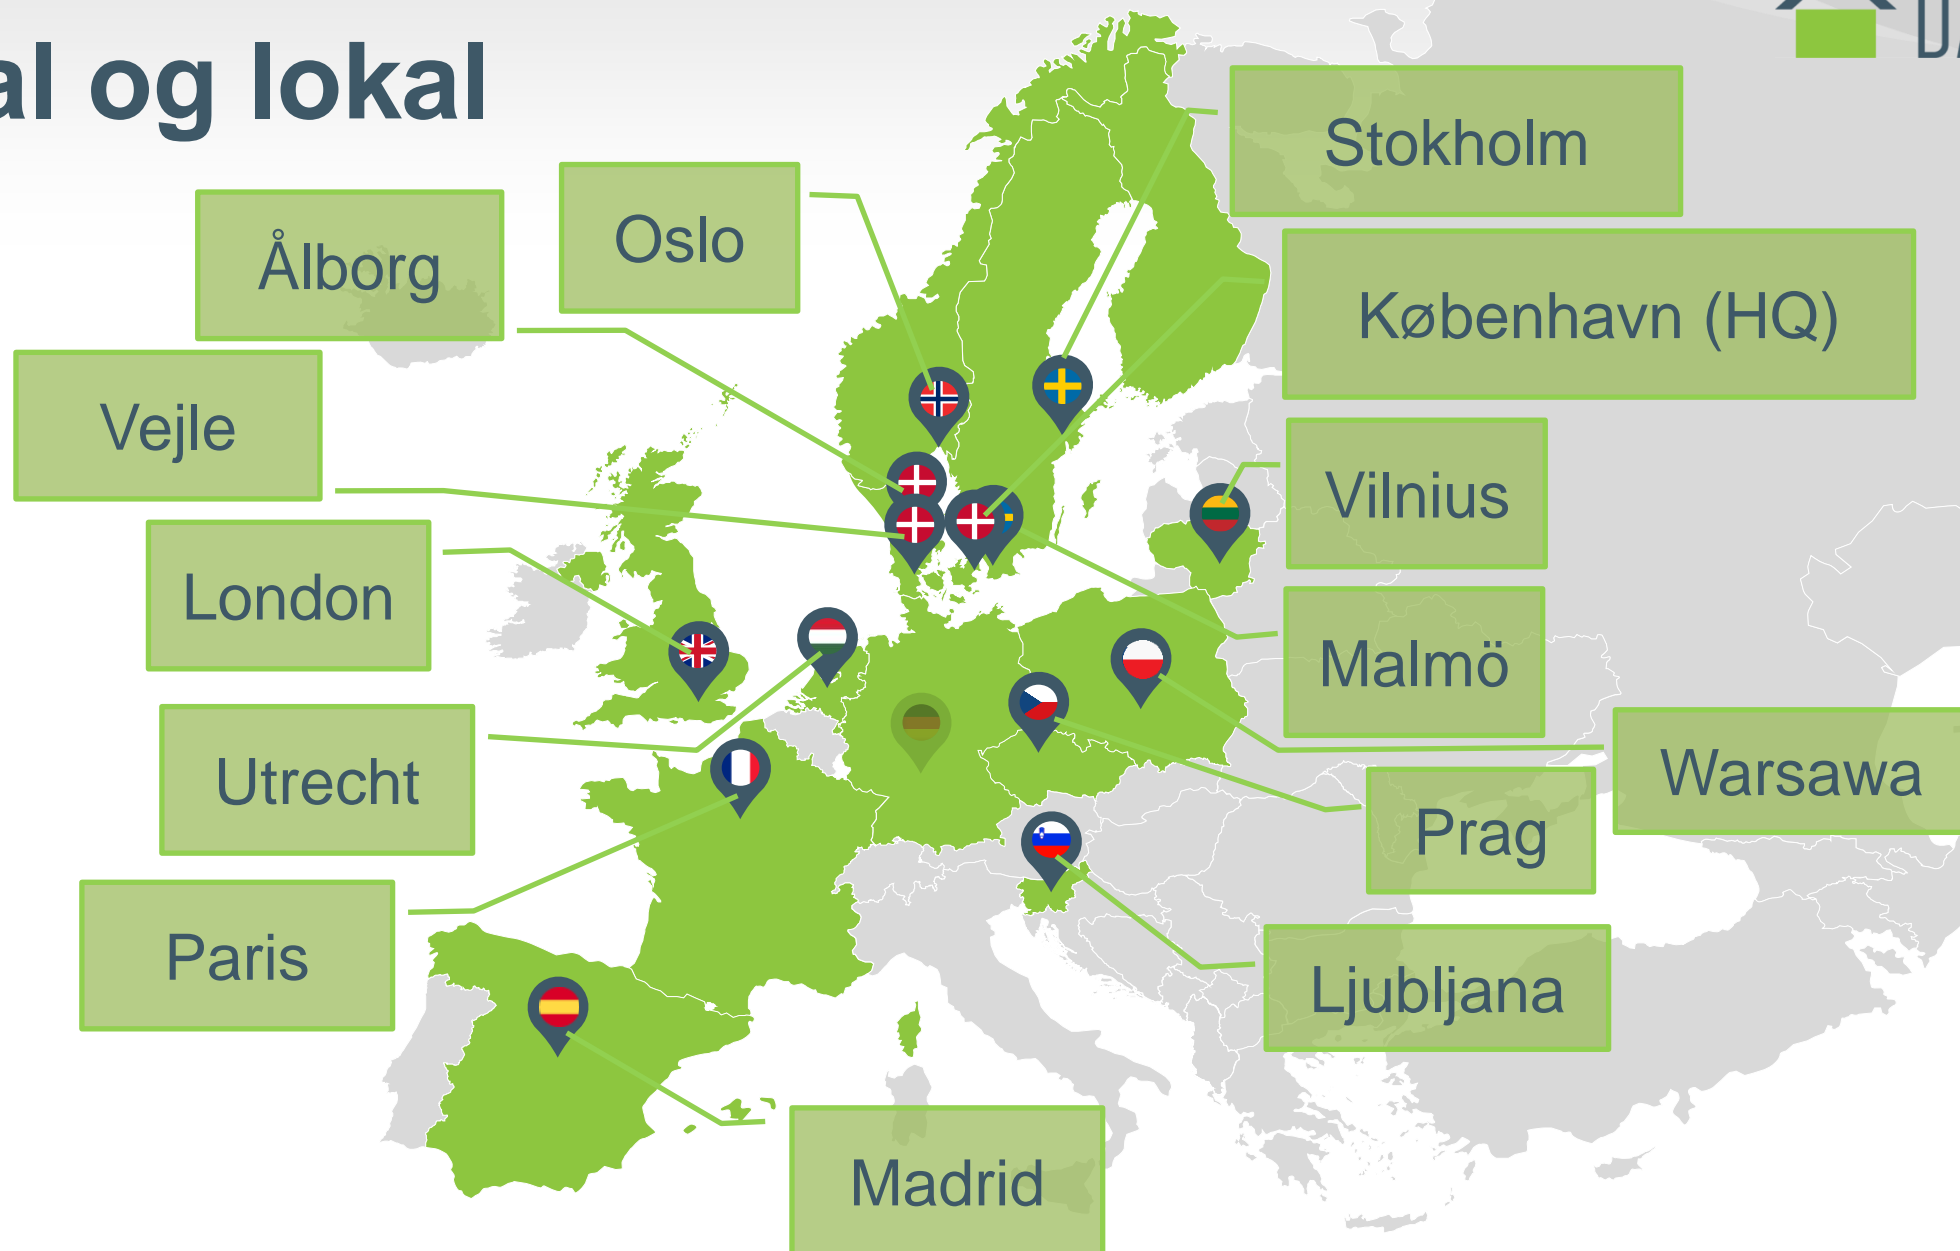 al og lokal
Stokholm
Oslo
Ålborg
København (HQ)
Vejle
Vilnius
London
Malmö
Utrecht
Warsawa
Prag
Paris
Ljubljana
Madrid